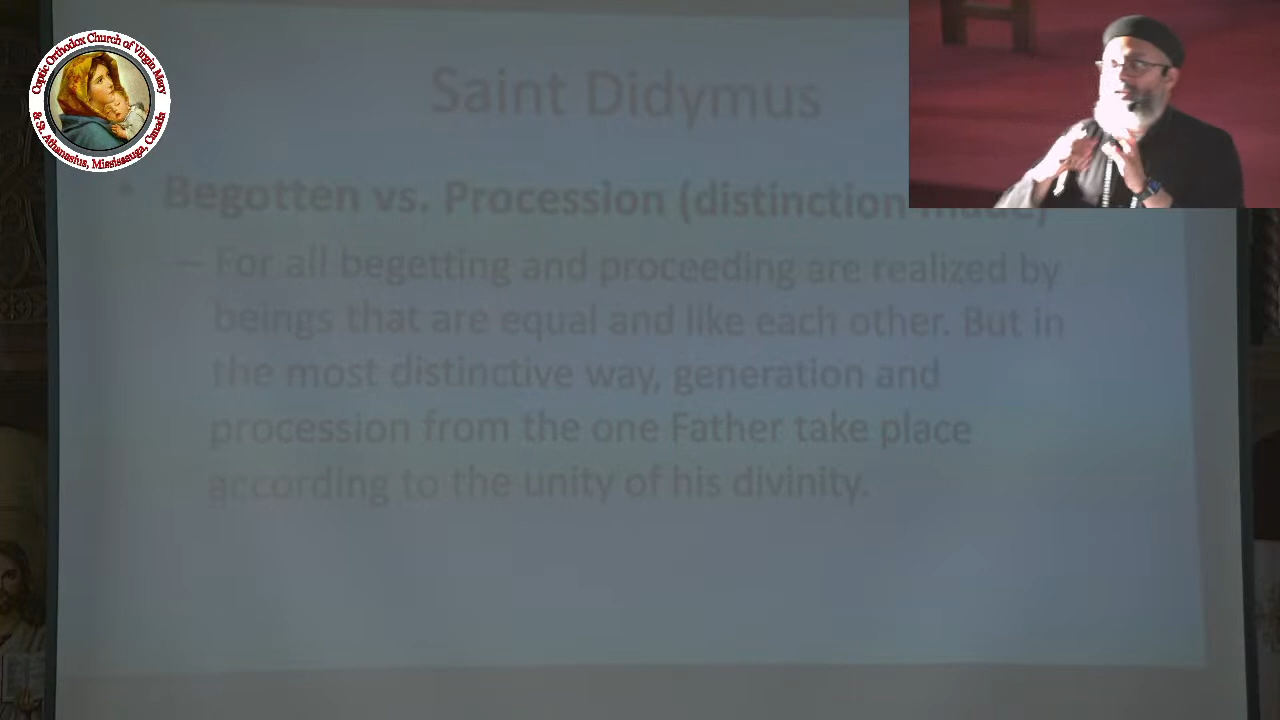 Coptic Orthodox Church of Virgin Mary
& St. Athanasius, Mississauga, Canada
Saint Didymus
• Begotten vs. Procession (distinction
– For all begetting and proceeding are realized by
beings that are equal and like each other. But in
the most distinctive way, generation and
procession from the one Father take place
according to the unity of his divinity.